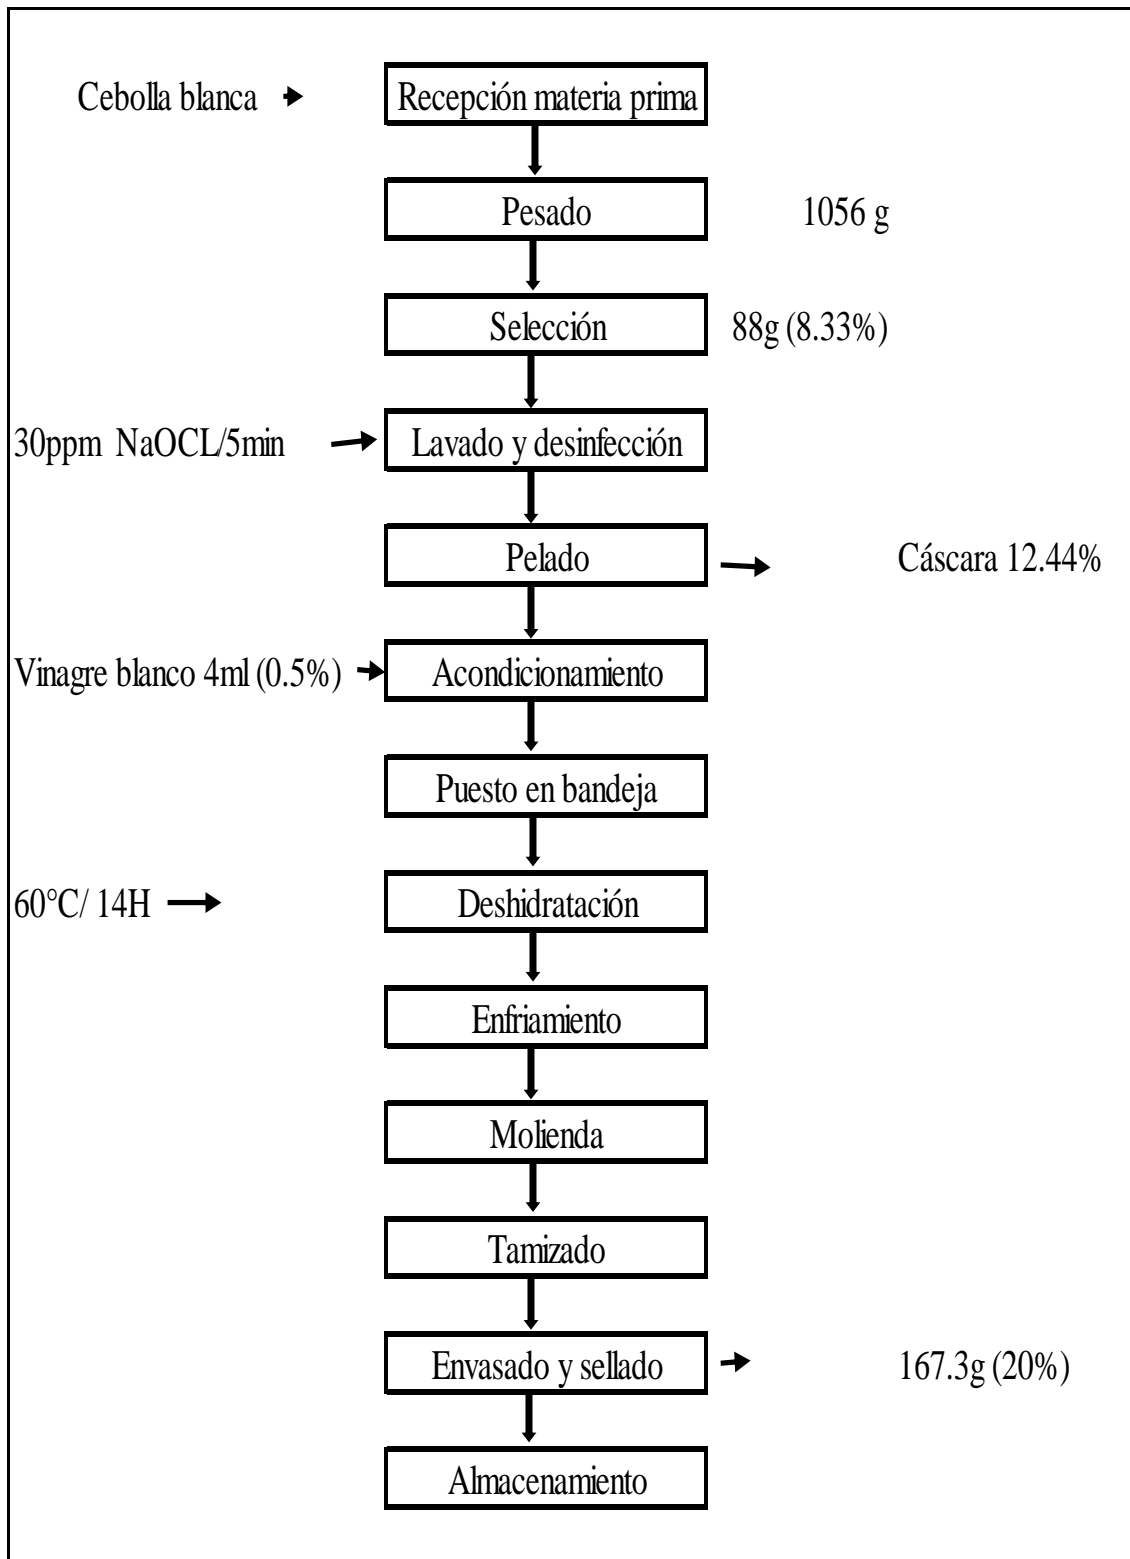 Cebolla blanca
Recepción materia prima
Pesado
1056 g
Selección
88g (8.33%)
30ppm NaOCL/5min
Lavado y desinfección
Pelado
Cáscara 12.44%
Vinagre blanco 4ml (0.5%)
Acondicionamiento
Puesto en bandeja
60°C/ 14H
Deshidratación
Enfriamiento
Molienda
Tamizado
Envasado y sellado
167.3g (20%)
Almacenamiento